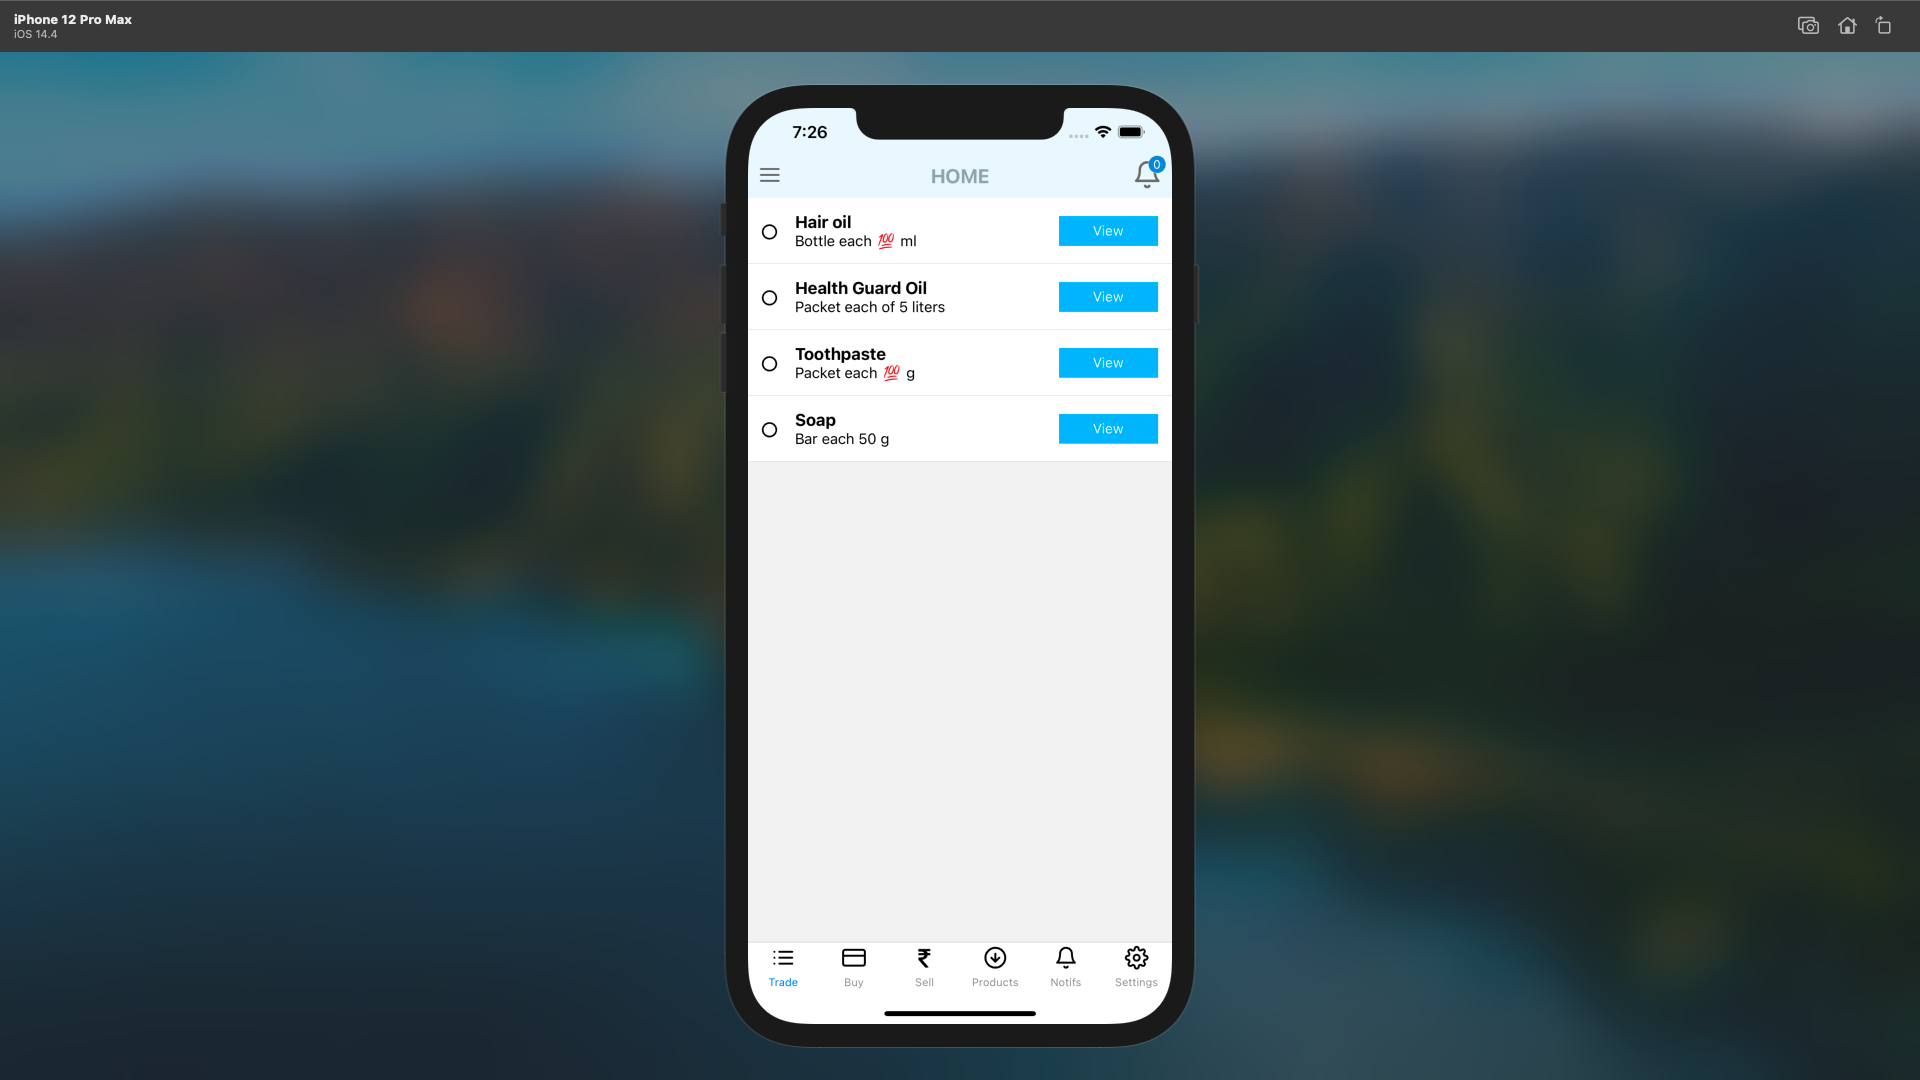 iPhone 12 Pro Max
iOS 14.4
7:26
HOME
0
Hair oil
Bottle each 💯 ml
View
Health Guard Oil
Packet each of 5 liters
View
Toothpaste
Packet each 💯 g
View
Soap
Bar each 50 g
View
Trade
Buy
Sell
Products
Notifs
Settings